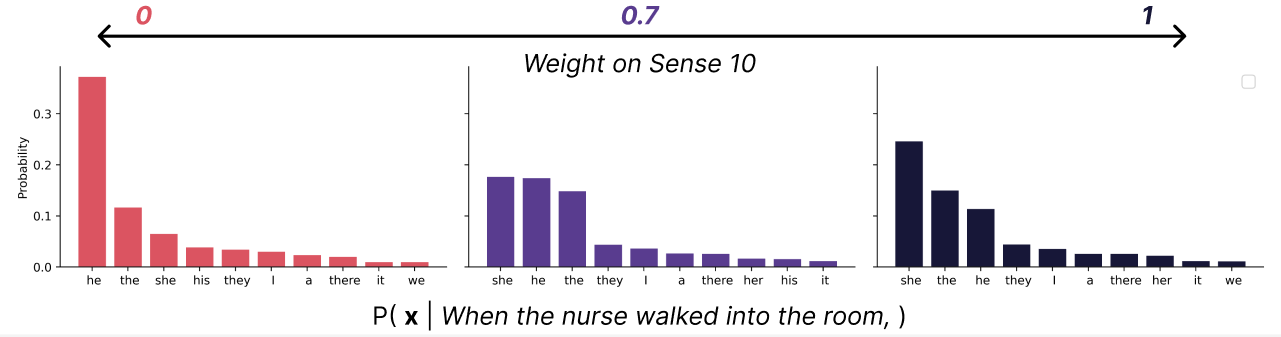 0 0.7 1
Weight on Sense 10
Probability
0.3
0.2
0.1
0.0
he the she his they I a there it we
she he the they I a there her his it
she the he they I a there her it we
P( x | When the nurse walked into the room, )